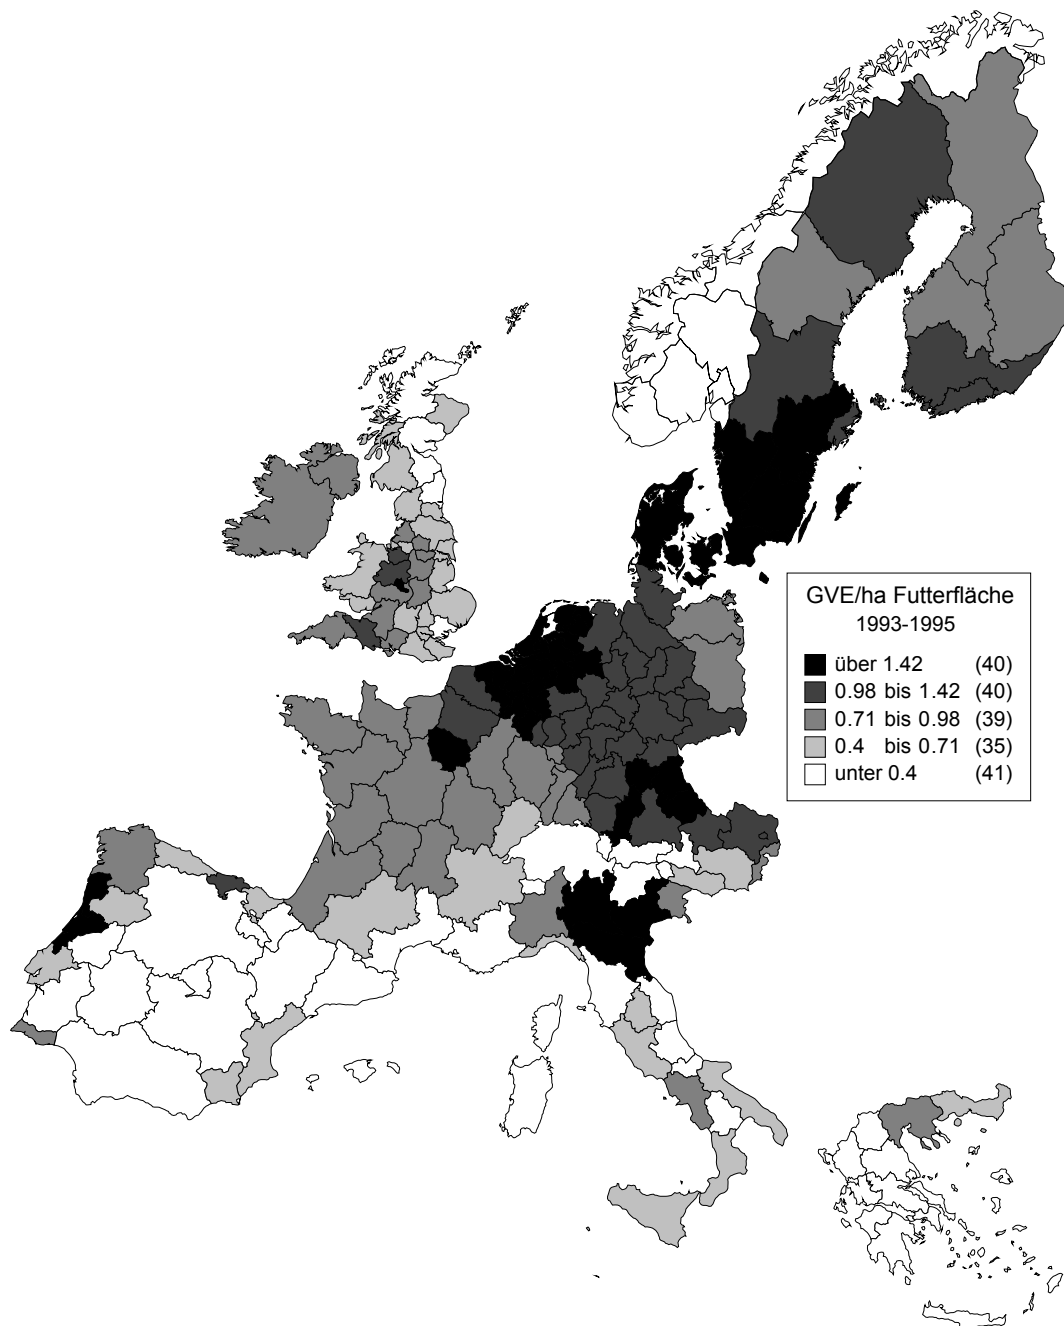 GVE/ha Futterfläche
1993-1995
über 1.42 (40)
0.98 bis 1.42 (40)
0.71 bis 0.98 (39)
0.4 bis 0.71 (35)
unter 0.4 (41)